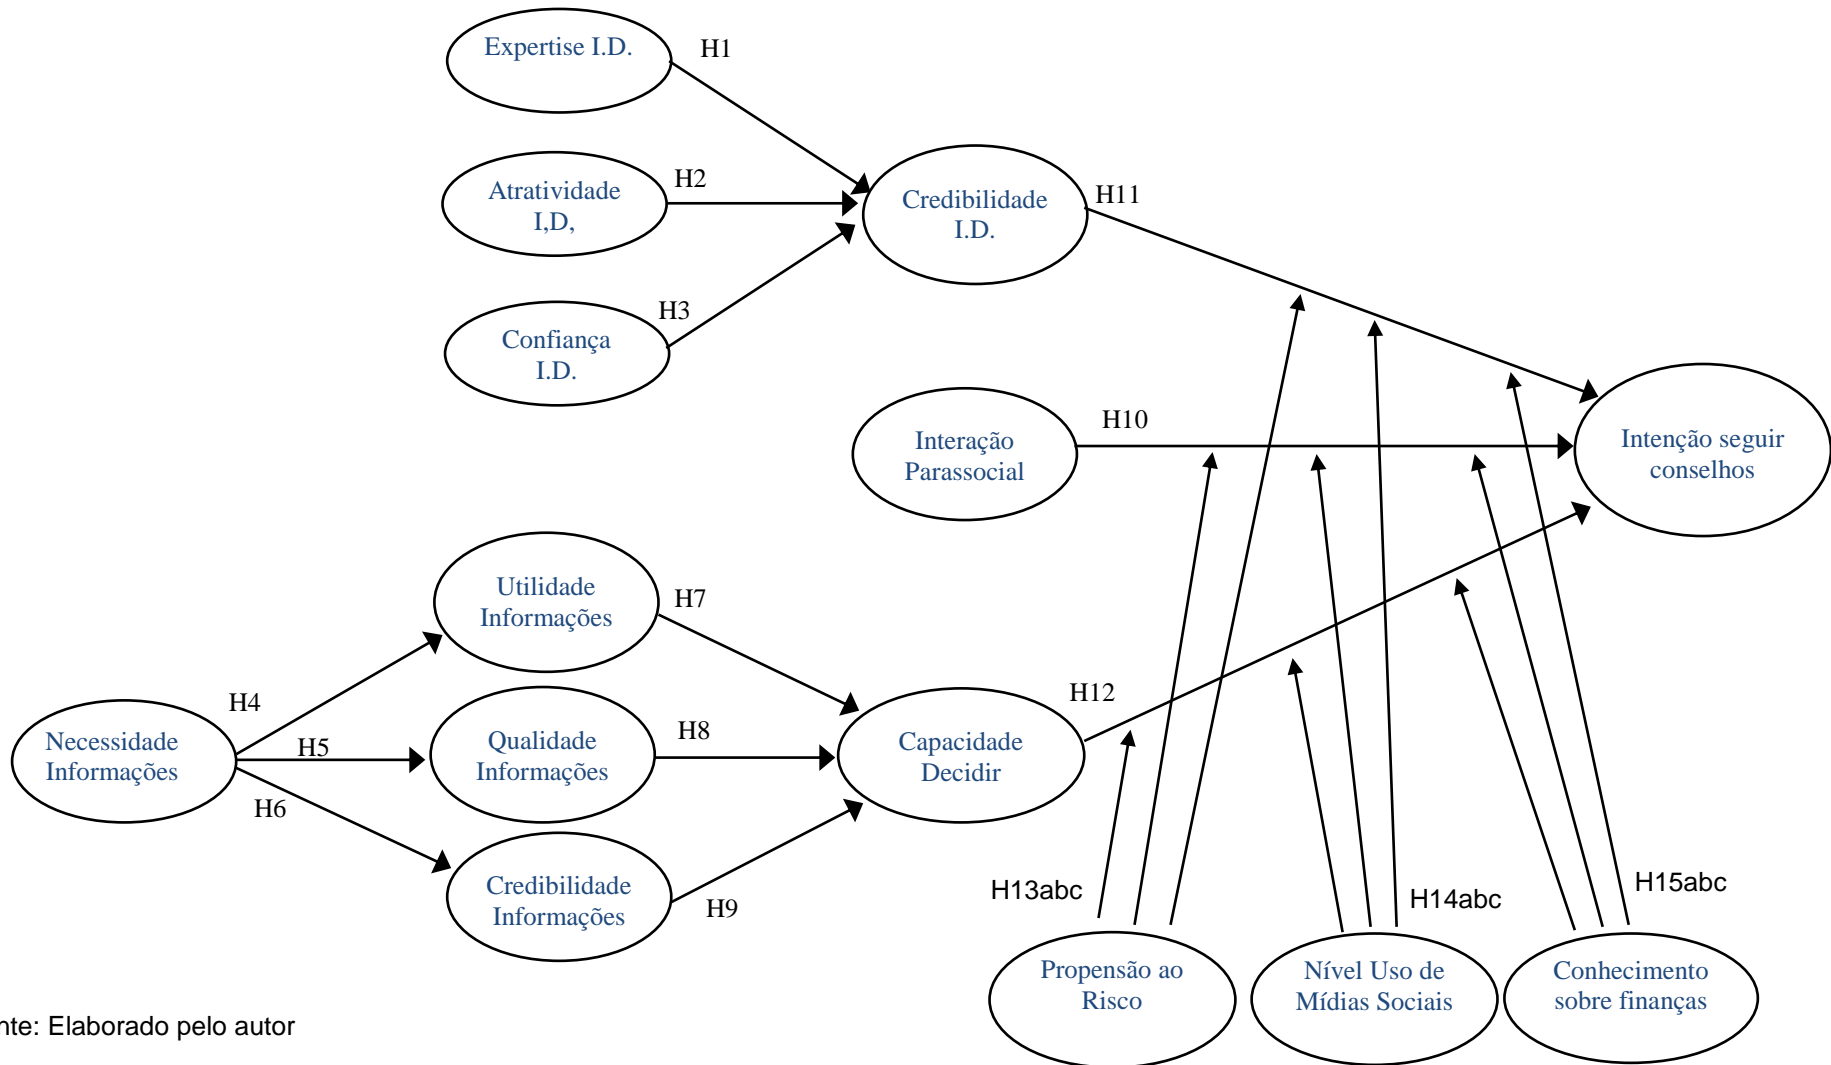 Expertise I.D.
H1
Atratividade
I,D,
H2
Confiança
I.D.
H3
Credibilidade
I.D.
H11
Interação
Parassocial
H10
Intenção seguir
conselhos
Necessidade
Informações
H4
H5
H6
Utilidade
Informações
H7
Qualidade
Informações
H8
Credibilidade
Informações
H9
Capacidade
Decidir
H12
H13abc
H14abc
H15abc
Propensão ao
Risco
Nível Uso de
Mídias Sociais
Conhecimento
sobre finanças
nte: Elaborado pelo autor